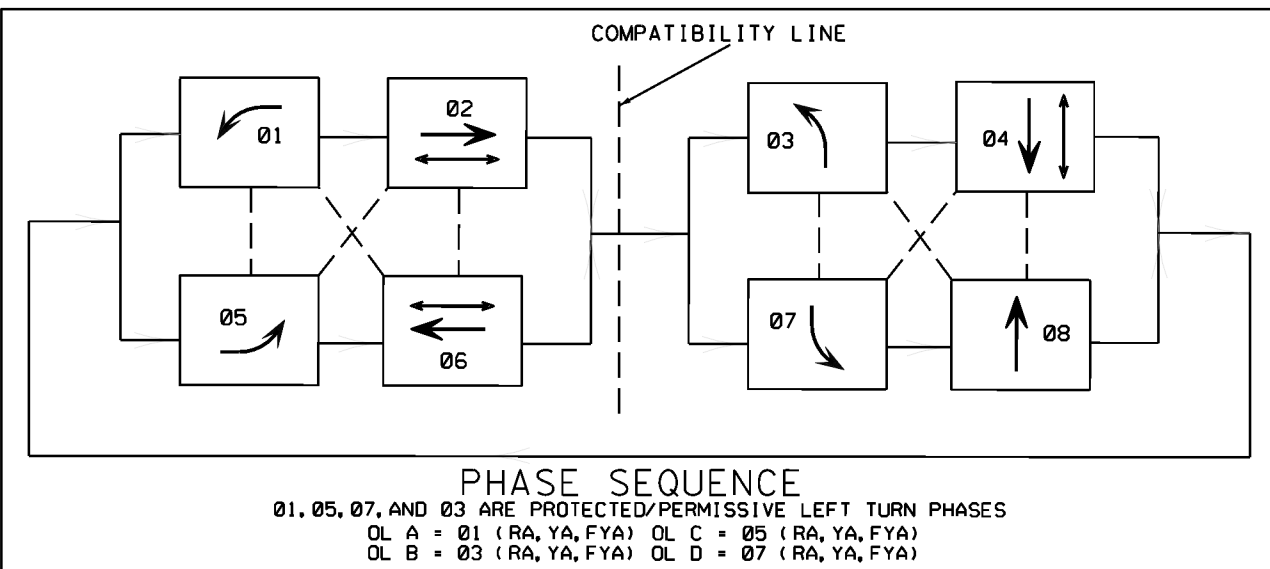 COMPATIBILITY LINE
01
02
03
04
05
06
07
08
PHASE SEQUENCE
01, 05, 07, AND 03 ARE PROTECTED/PERMISSIVE LEFT TURN PHASES
OL A = 01 (RA, YA, FYA) OL C = 05 (RA, YA, FYA)
OL B = 03 (RA, YA, FYA) OL D = 07 (RA, YA, FYA)